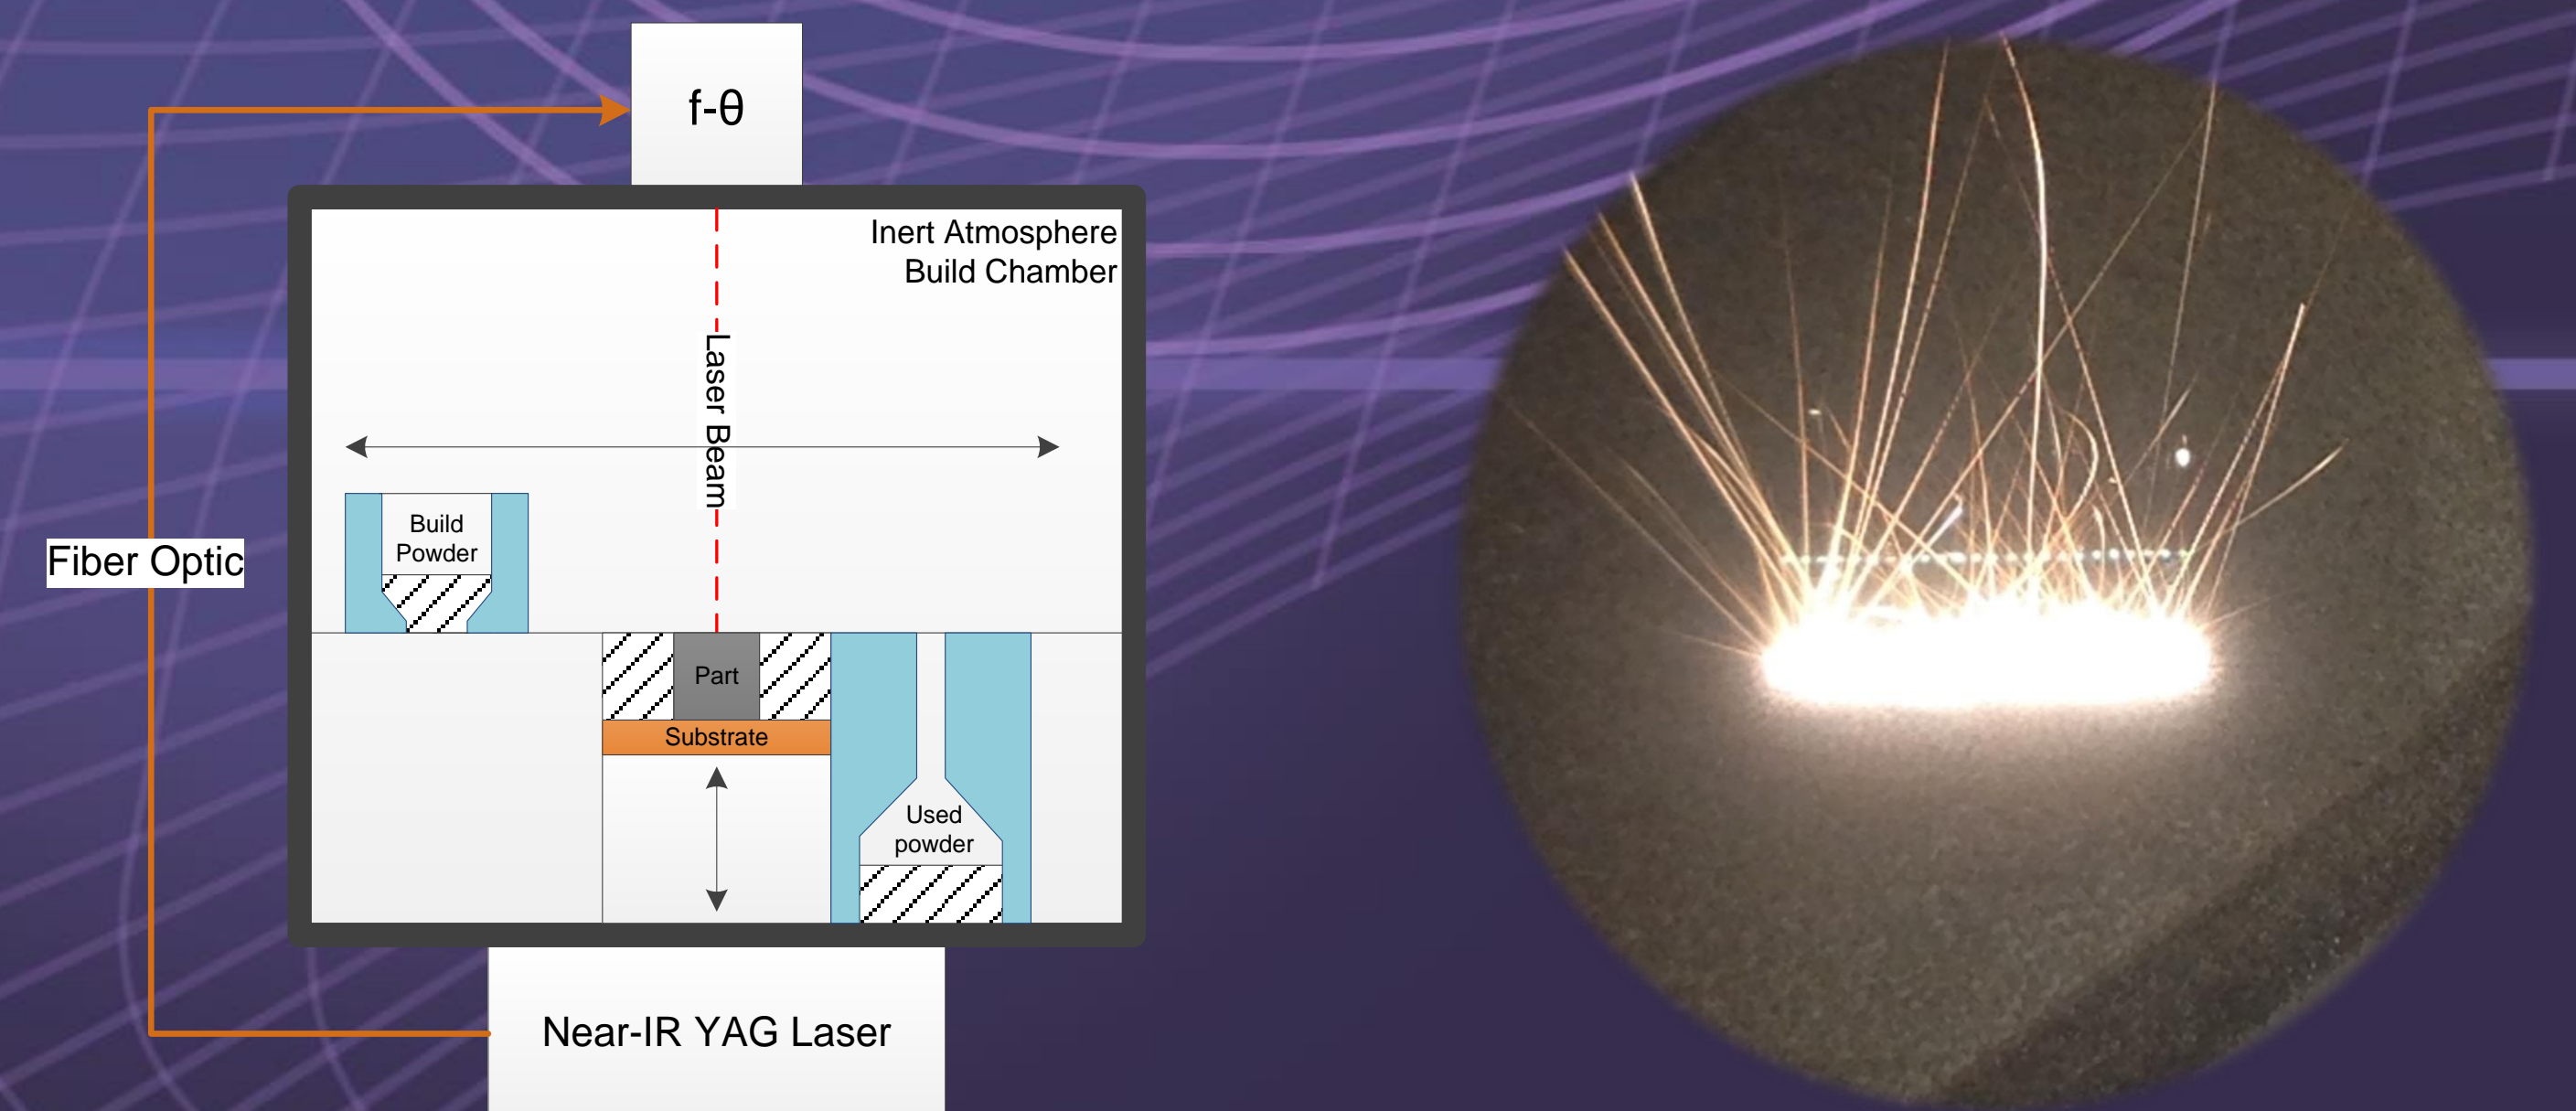 f-θ
Inert Atmosphere
Build Chamber
Laser Beam
Build
Powder
Fiber Optic
Part
Substrate
Used
powder
Near-IR YAG Laser